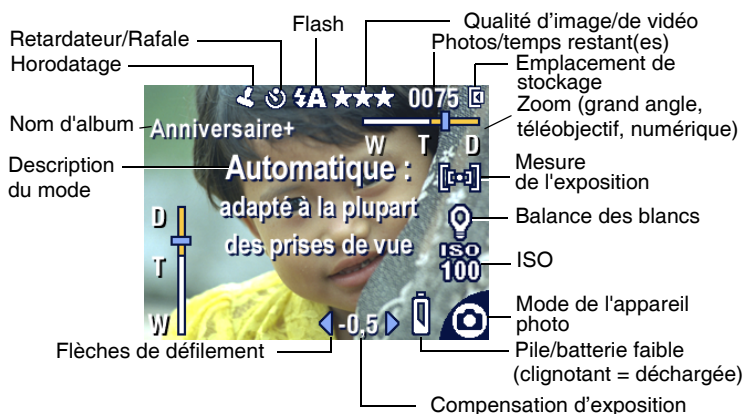 Flash
Qualité d'image/de vidéo
Retardateur/Rafale
Photos/temps restant(es)
Horodatage
Emplacement de
stockage
★★★ 0075
Zoom (grand angle,
téléobjectif, numérique)
Nom d'album
Anniversaire+
W T D
Description
du mode
Automatique :
adapté à la plupart
des prises de vue
Mesure
de l'exposition
D
T
W
Balance des blancs
ISO
100
ISO
-0,5
Mode de l'appareil
photo
Flèches de défilement
Pile/batterie faible
(clignotant = déchargée)
Compensation d'exposition